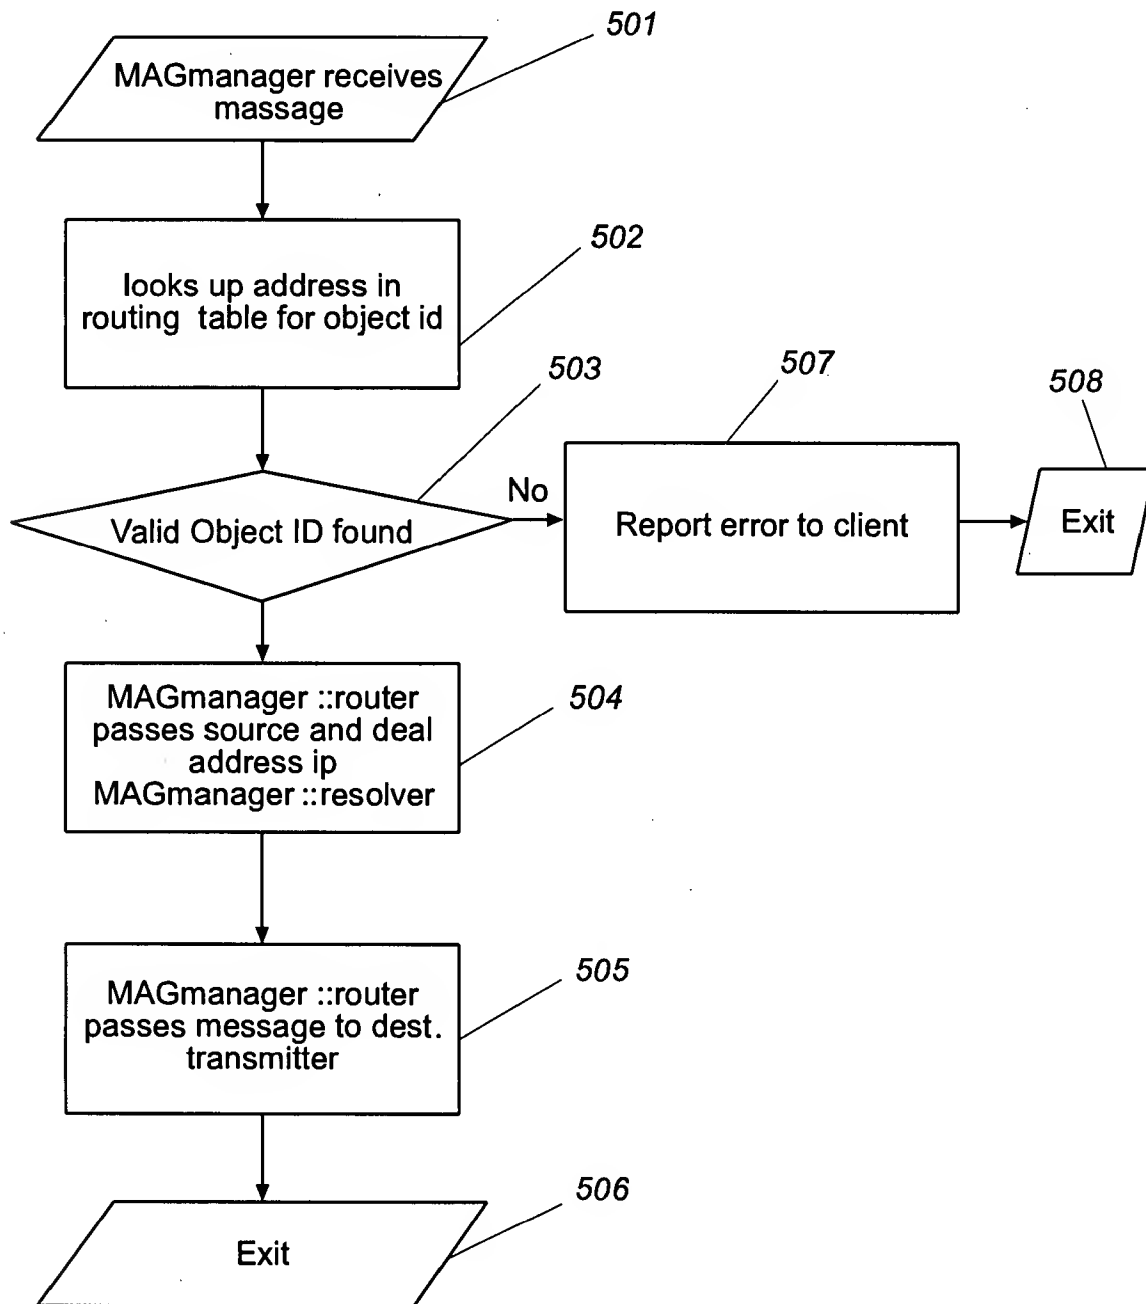 501
MAGmanager receives
massage
502
looks up address in
routing table for object id
503
507
508
No
Valid Object ID found
Report error to client
Exit
504
MAGmanager ::router
passes source and deal
address ip
MAGmanager ::resolver
505
MAGmanager ::router
passes message to dest.
transmitter
506
Exit